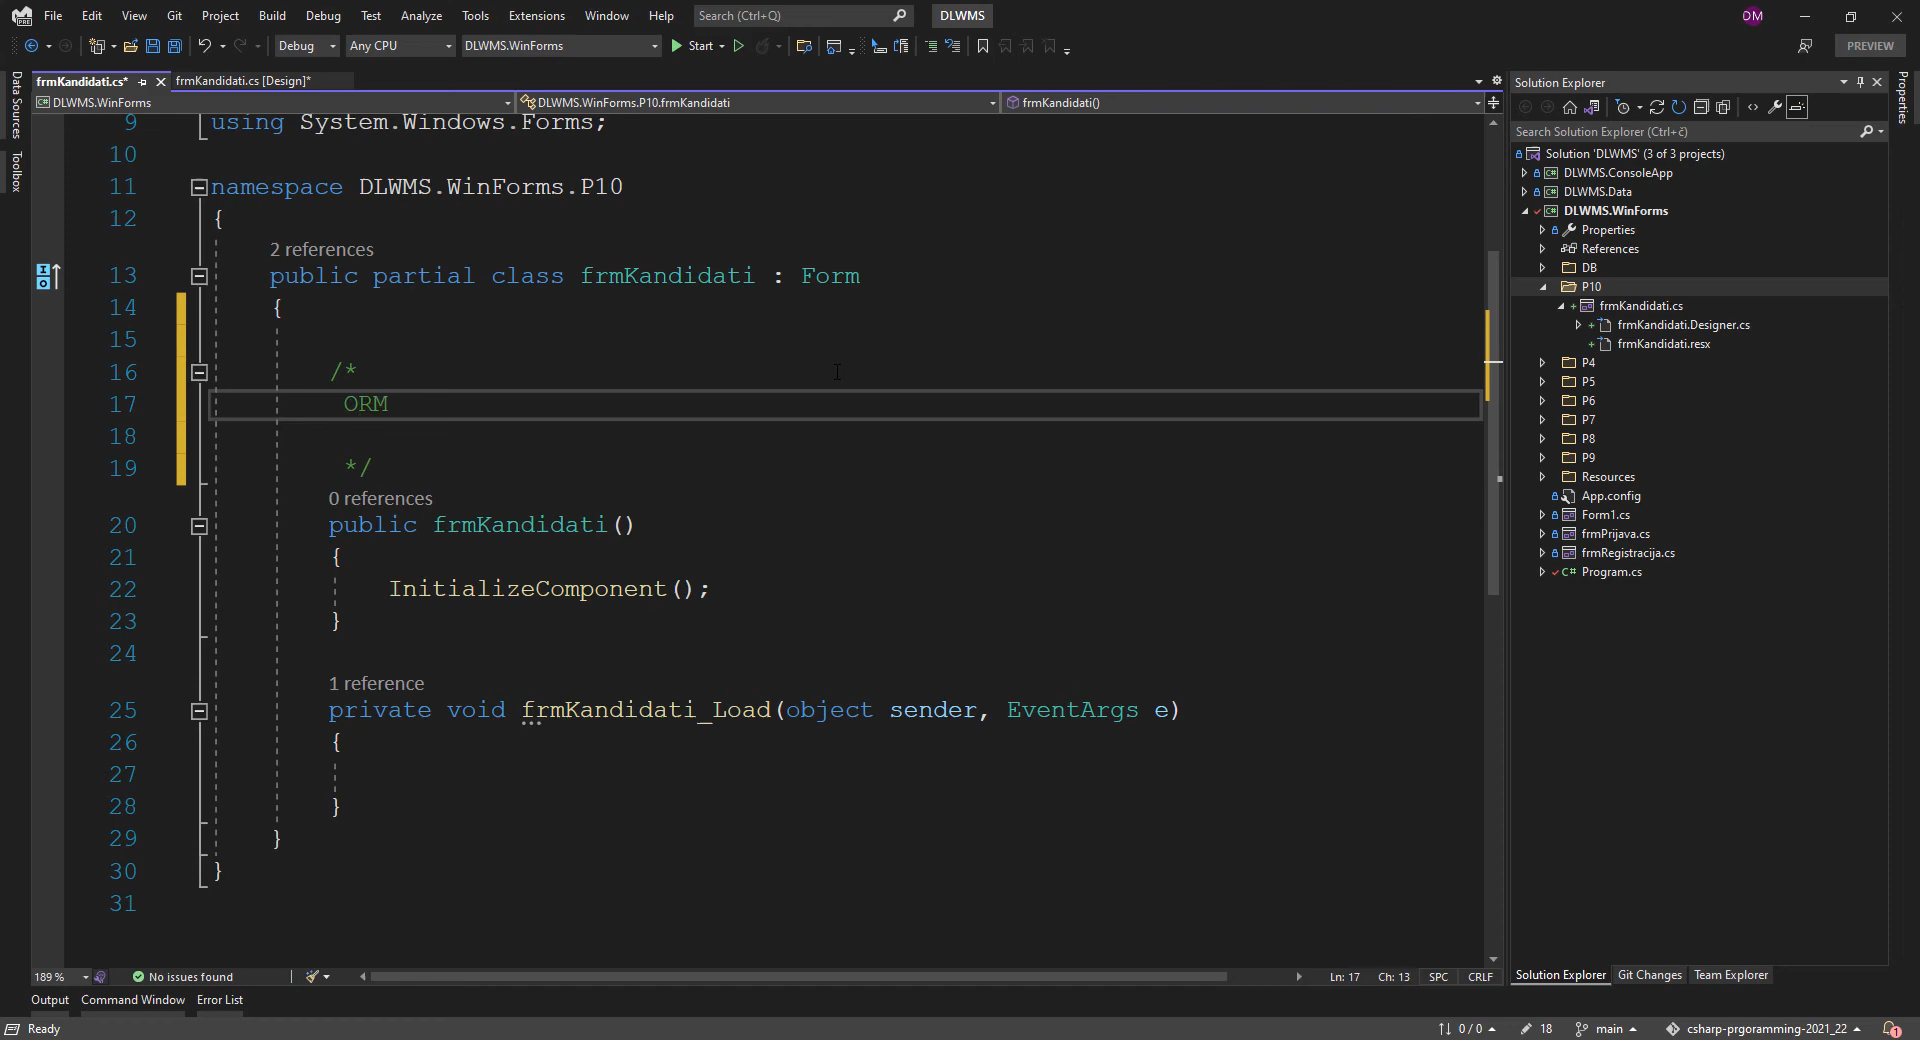 File Edit View Git Project Build Debug Test Analyze Tools Extensions Window Help Search (Ctrl+Q) DLWMS DM
PRE
Debug Any CPU DLWMS.WinForms Start PREVIEW
frmKandidati.cs* frmKandidati.cs [Design]*
DLWMS.WinForms DLWMS.WinForms.P10.frmKandidati frmKandidati()
Data Sources
Toolbox
9 using System.Windows.Forms;
10
11 namespace DLWMS.WinForms.P10
12 {
2 references
13 public partial class frmKandidati : Form
14 {
15
16 /*
17 ORM
18
19 */
0 references
20 public frmKandidati()
21 {
22 InitializeComponent();
23 }
24
1 reference
25 private void frmKandidati_Load(object sender, EventArgs e)
26 {
27
28 }
29 }
30 }
31
189 % No issues found Ln: 17 Ch: 13 SPC CRLF
Output Command Window Error List
Solution Explorer
Search Solution Explorer (Ctrl+č)
Solution 'DLWMS' (3 of 3 projects)
DLWMS.ConsoleApp
DLWMS.Data
DLWMS.WinForms
Properties
References
DB
P10
frmKandidati.cs
frmKandidati.Designer.cs
frmKandidati.resx
P4
P5
P6
P7
P8
P9
Resources
App.config
Form1.cs
frmPrijava.cs
frmRegistracija.cs
Program.cs
Solution Explorer Git Changes Team Explorer
Properties
Ready 0 / 0 18 main csharp-prgoramming-2021_22 1